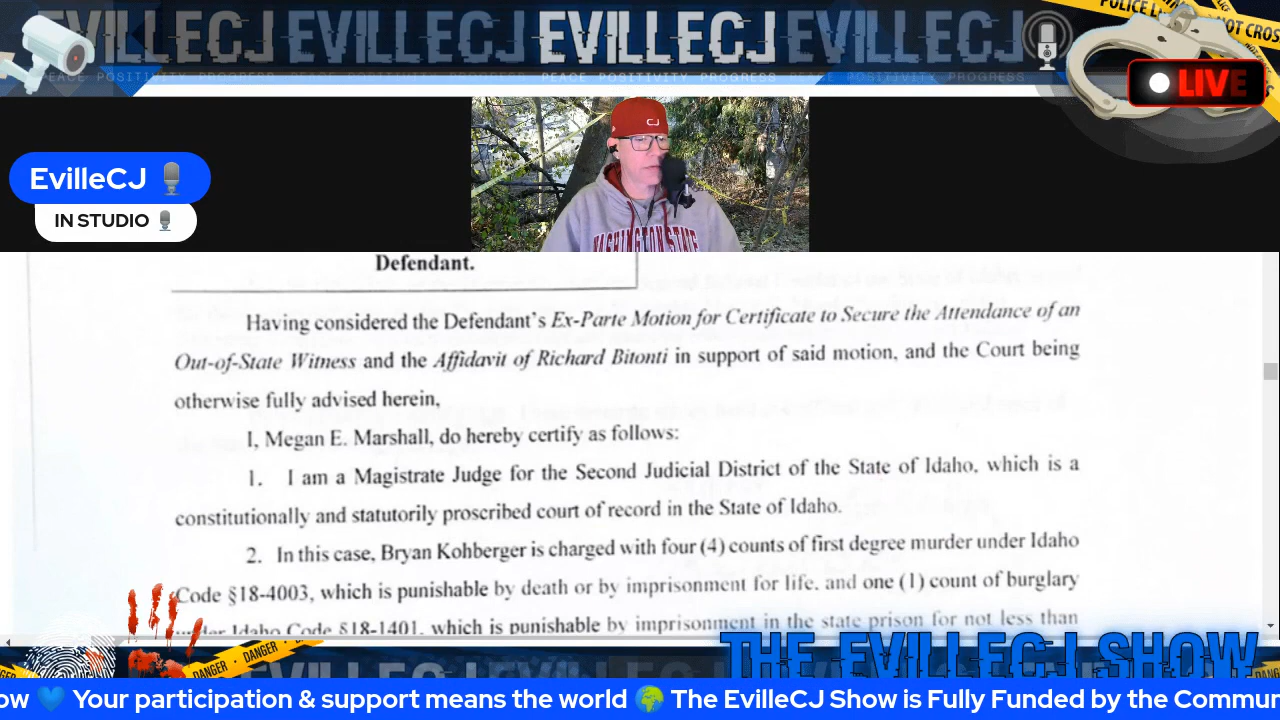 EVILLECJ EVILLECJ EVILLECJ EVILLECJ
PEACE POSITIVITY PROGRESS PEACE POSITIVITY PROGRESS PEACE POSITIVITY PROGRESS PEACE POSITIVITY PROGRESS
POLICE
NOT CROS
LIVE
CJ
WASHINGTON STATE
EvilleCJ
IN STUDIO
Defendant.
Having considered the Defendant's Ex-Parte Motion for Certificate to Secure the Attendance of an
Out-of-State Witness and the Affidavit of Richard Bitonti in support of said motion, and the Court being
otherwise fully advised herein,
I, Megan E. Marshall, do hereby certify as follows:
1. I am a Magistrate Judge for the Second Judicial District of the State of Idaho, which is a
constitutionally and statutorily proscribed court of record in the State of Idaho.
2. In this case, Bryan Kohberger is charged with four (4) counts of first degree murder under Idaho
Code §18-4003, which is punishable by death or by imprisonment for life, and one (1) count of burglary
under Idaho Code §18-1401, which is punishable by imprisonment in the state prison for not less than
DANGER · DANGER
EVILLECJ EVILLECJ
THE EVILLECJ SHOW
ow 💙 Your participation & support means the world 🌍 The EvilleCJ Show is Fully Funded by the Commun